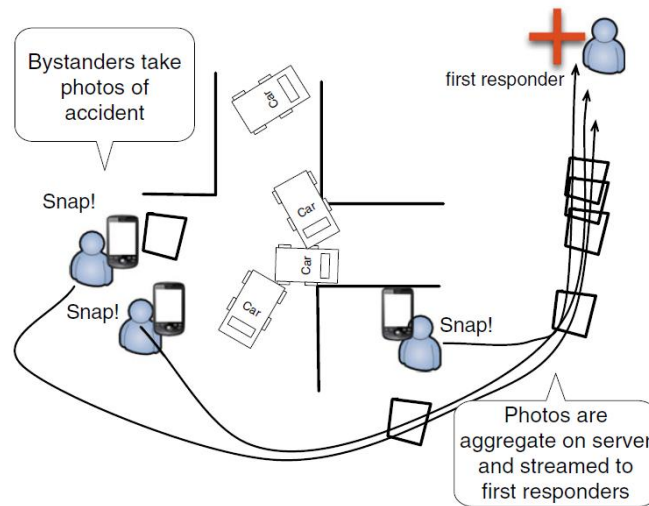 Bystanders take
photos of
accident
first responder
Car
Snap!
Car
Car
Snap!
Car
Snap!
Photos are
aggregate on server
and streamed to
first responders